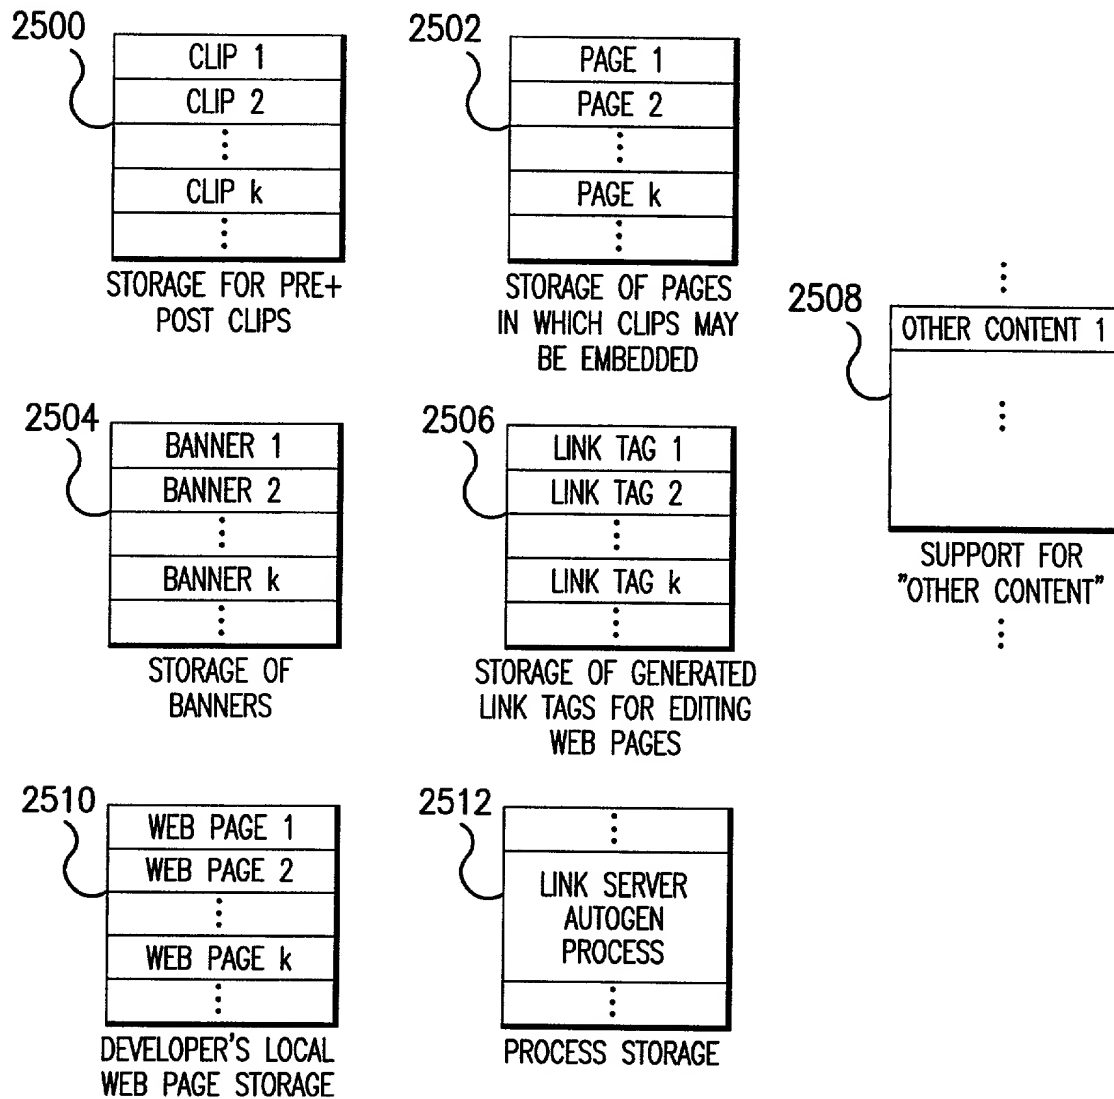 2500
CLIP 1
CLIP 2
⋮
CLIP k
⋮
STORAGE FOR PRE+
POST CLIPS
2502
PAGE 1
PAGE 2
⋮
PAGE k
⋮
STORAGE OF PAGES
IN WHICH CLIPS MAY
BE EMBEDDED
2504
BANNER 1
BANNER 2
⋮
BANNER k
⋮
STORAGE OF
BANNERS
2506
LINK TAG 1
LINK TAG 2
⋮
LINK TAG k
⋮
STORAGE OF GENERATED
LINK TAGS FOR EDITING
WEB PAGES
⋮
2508
OTHER CONTENT 1
⋮
SUPPORT FOR
"OTHER CONTENT"
⋮
2510
WEB PAGE 1
WEB PAGE 2
⋮
WEB PAGE k
⋮
DEVELOPER'S LOCAL
WEB PAGE STORAGE
2512
⋮
LINK SERVER
AUTOGEN
PROCESS
⋮
PROCESS STORAGE